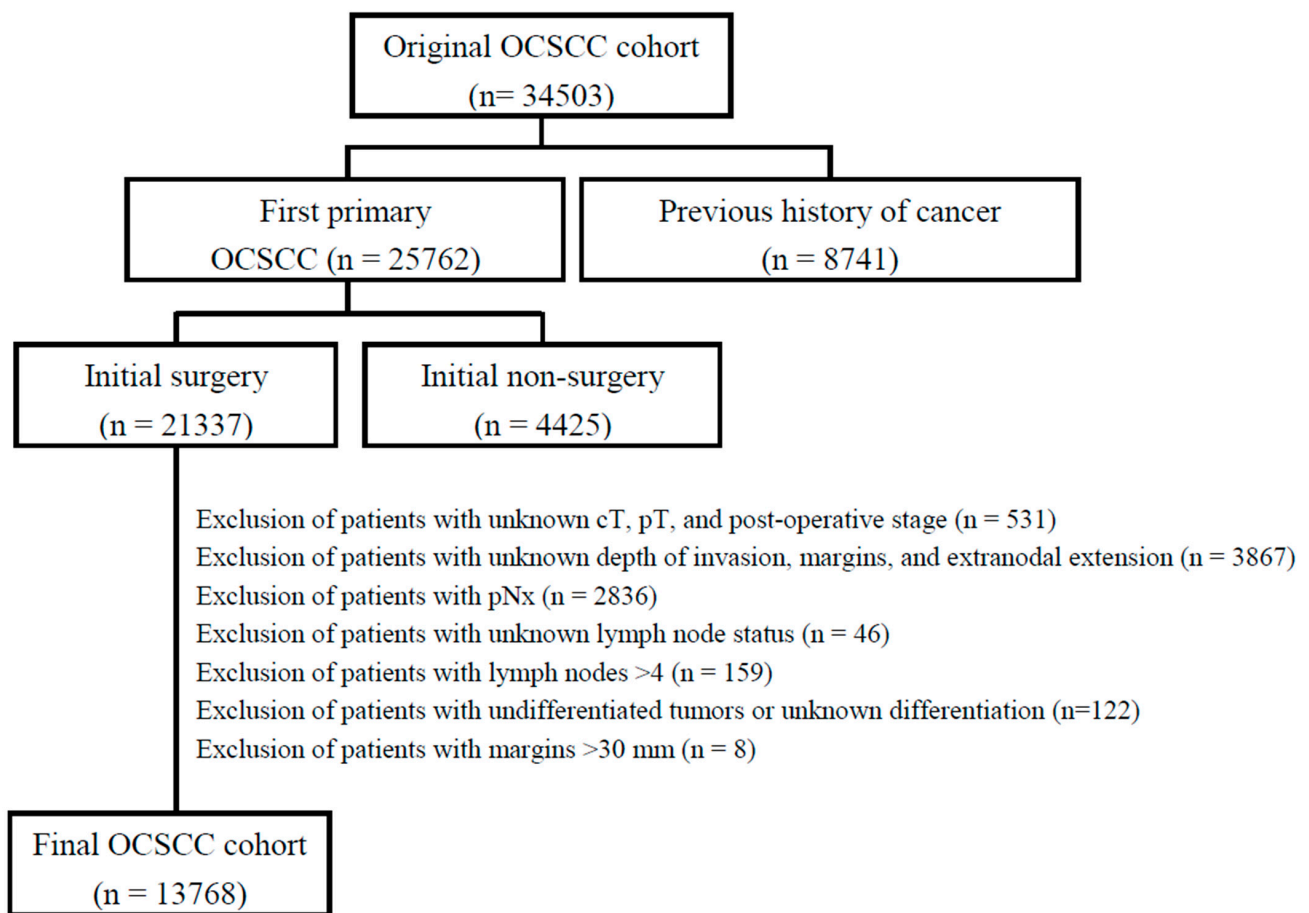 Original OCSCC cohort
(n= 34503)
First primary
OCSCC (n = 25762)
Previous history of cancer
(n = 8741)
Initial surgery
(n = 21337)
Initial non-surgery
(n = 4425)
Exclusion of patients with unknown cT, pT, and post-operative stage (n = 531)
Exclusion of patients with unknown depth of invasion, margins, and extranodal extension (n = 3867)
Exclusion of patients with pNx (n = 2836)
Exclusion of patients with unknown lymph node status (n = 46)
Exclusion of patients with lymph nodes >4 (n = 159)
Exclusion of patients with undifferentiated tumors or unknown differentiation (n=122)
Exclusion of patients with margins >30 mm (n = 8)
Final OCSCC cohort
(n = 13768)